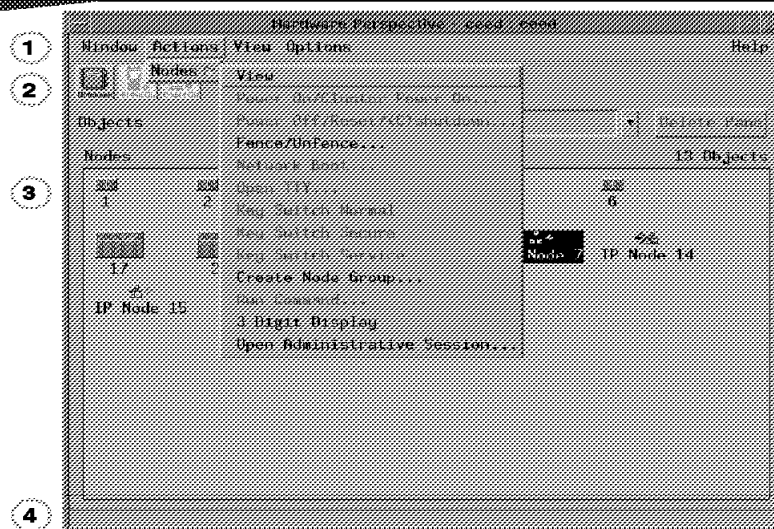 Hardware Perspective - ceed - ceed
1
Window Actions View Options Help
2
Nodes
View
Power On/Cluster Power On...
Objects
Power Off/Reset/(C)shutdown...
Delete Pane
Fence/Unfence...
Nodes
Network Boot
13 Objects
3
Open TTY...
1
2
6
Key Switch Normal
Key Switch Secure
Key Switch Service
17
2
Node 7
IP Node 14
Create Node Group...
Run Command...
IP Node 15
3 Digit Display
Open Administrative Session...
4